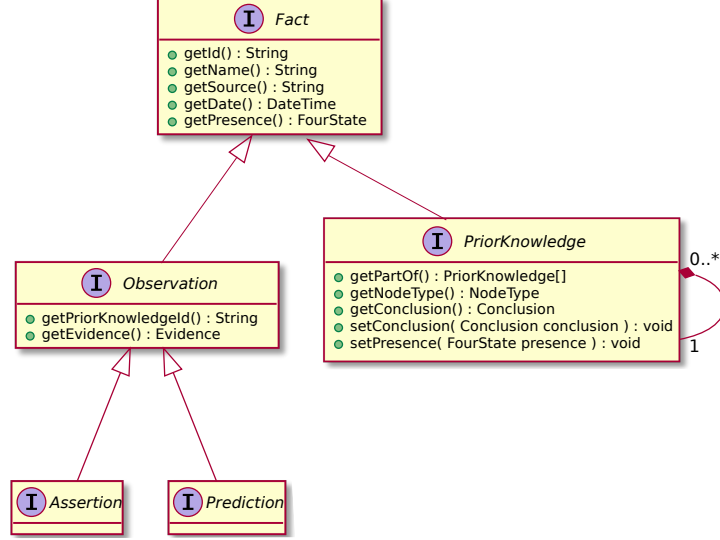 I Fact
getId() : String
getName() : String
getSource() : String
getDate() : DateTime
getPresence() : FourState
I PriorKnowledge
getPartOf() : PriorKnowledge[]
getNodeType() : NodeType
getConclusion() : Conclusion
setConclusion( Conclusion conclusion ) : void
setPresence( FourState presence ) : void
0..*
1
I Observation
getPriorKnowledgeId() : String
getEvidence() : Evidence
I Assertion
I Prediction